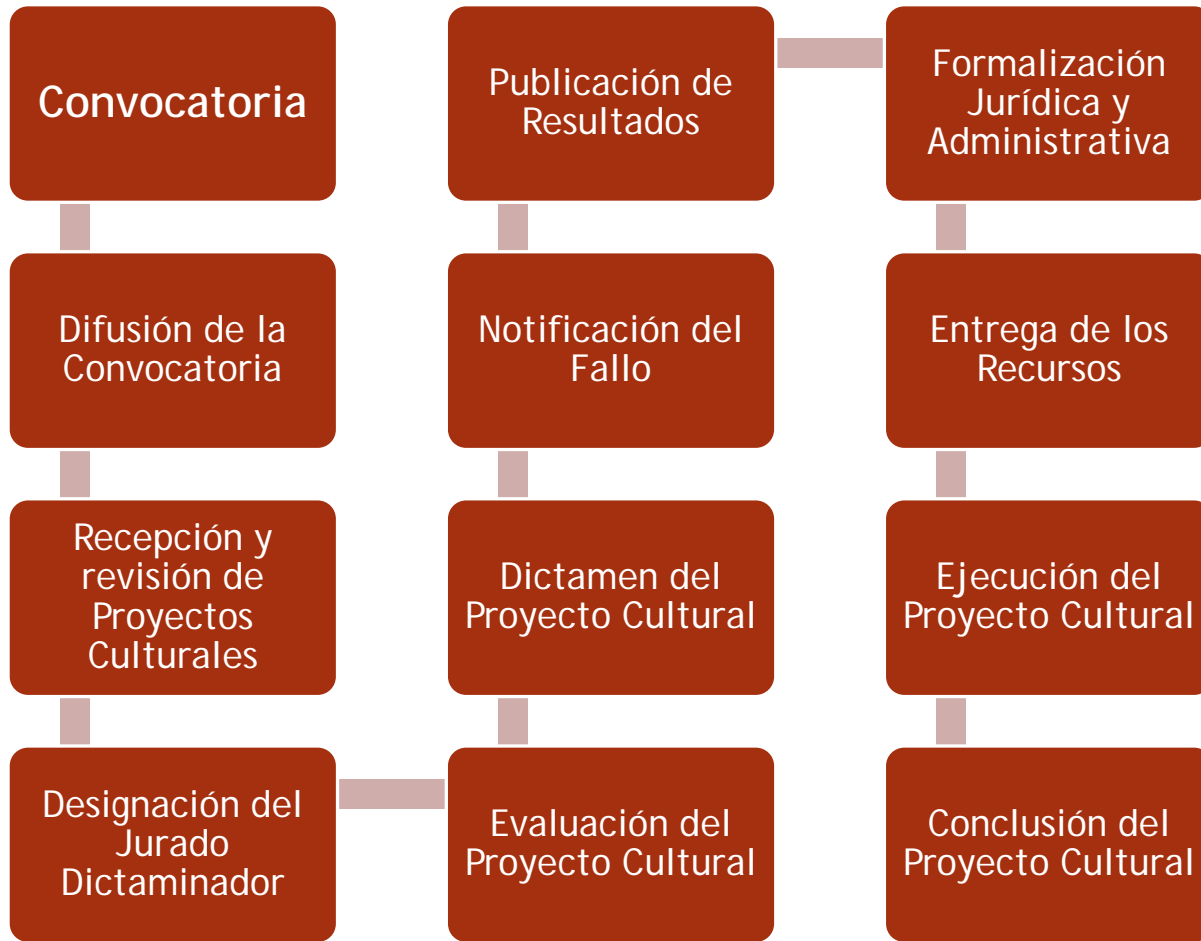 Convocatoria
Difusión de la
Convocatoria
Recepción y
revisión de
Proyectos
Culturales
Designación del
Jurado
Dictaminador
Evaluación del
Proyecto Cultural
Dictamen del
Proyecto Cultural
Notificación del
Fallo
Publicación de
Resultados
Formalización
Jurídica y
Administrativa
Entrega de los
Recursos
Ejecución del
Proyecto Cultural
Conclusión del
Proyecto Cultural